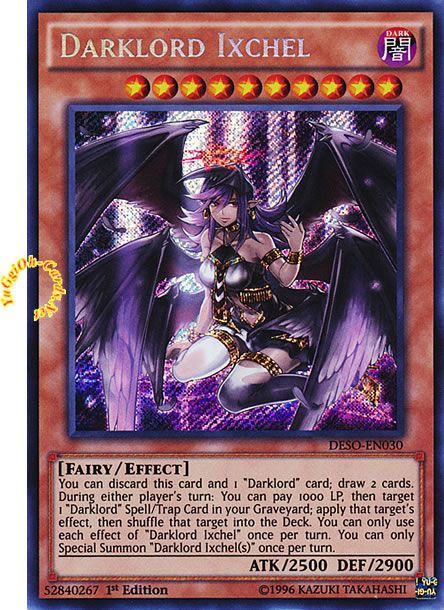 Darklord Ixchel
DARK
闇
YuGiOh-Cards.Net
DESO-EN030
[Fairy/Effect]
You can discard this card and 1 "Darklord" card; draw 2 cards.
During either player's turn: You can pay 1000 LP, then target
1 "Darklord" Spell/Trap Card in your Graveyard; apply that target's
effect, then shuffle that target into the Deck. You can only use
each effect of "Darklord Ixchel" once per turn. You can only
Special Summon "Darklord Ixchel(s)" once per turn.
ATK/2500 DEF/2900
52840267 1st Edition ©1996 KAZUKI TAKAHASHI